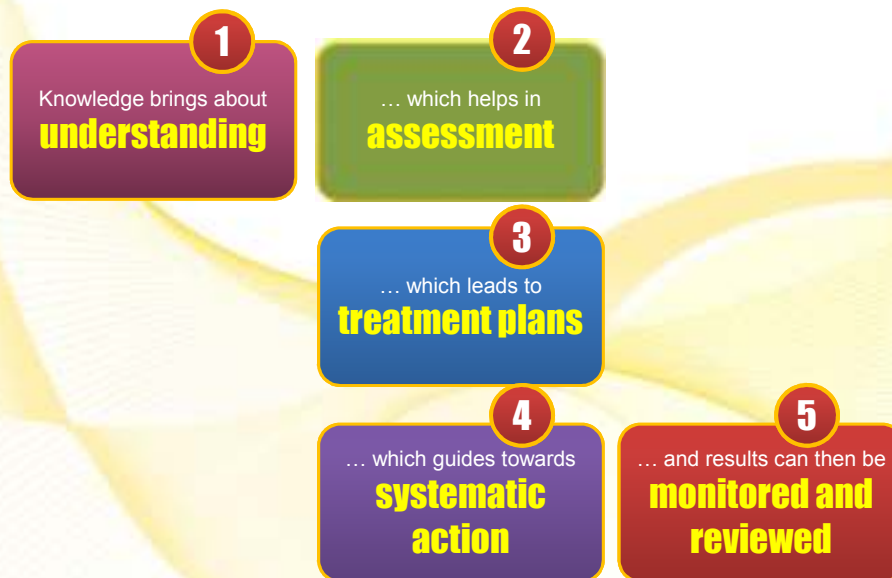 1
Knowledge brings about
understanding
2
… which helps in
assessment
3
… which leads to
treatment plans
4
… which guides towards
systematic
action
5
… and results can then be
monitored and
reviewed